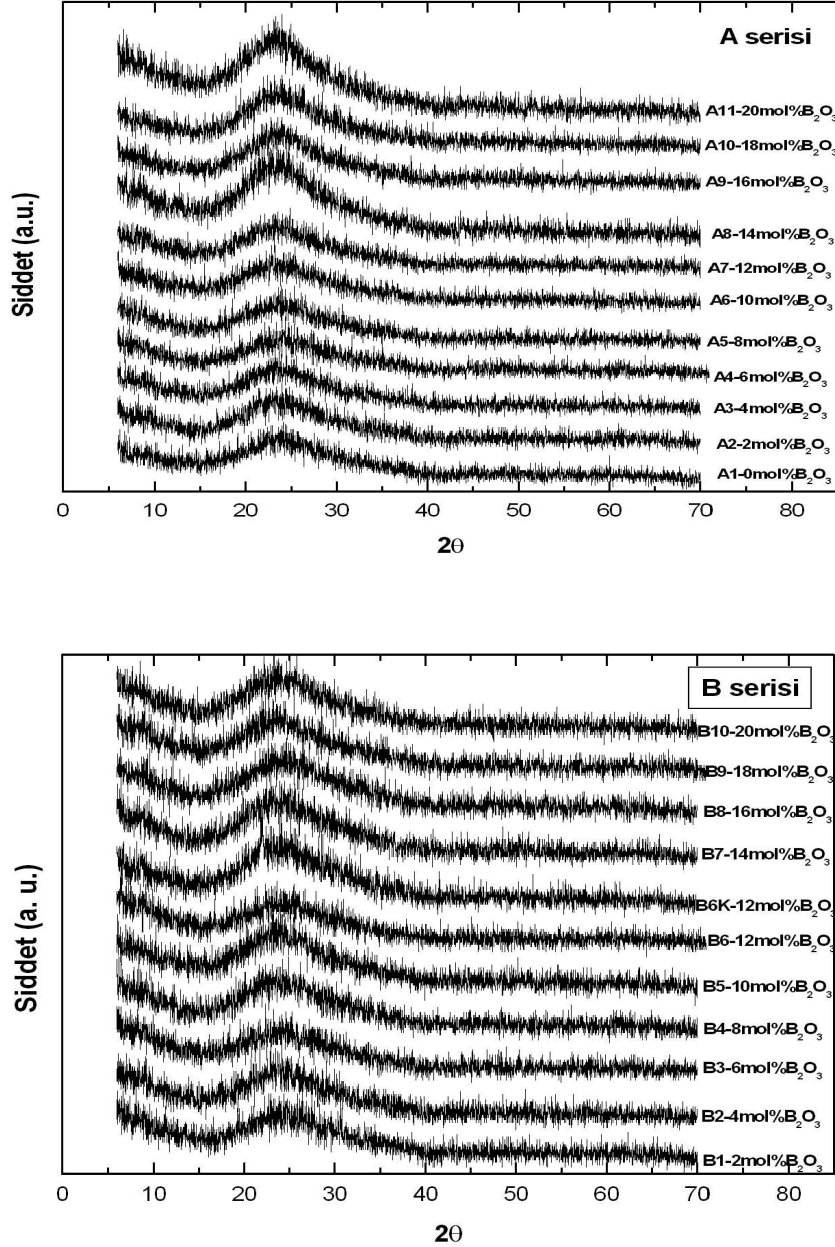 A serisi
A11-20mol%B₂O₃
A10-18mol%B₂O₃
A9-16mol%B₂O₃
A8-14mol%B₂O₃
A7-12mol%B₂O₃
A6-10mol%B₂O₃
A5-8mol%B₂O₃
A4-6mol%B₂O₃
A3-4mol%B₂O₃
A2-2mol%B₂O₃
A1-0mol%B₂O₃
Siddet (a.u.)
0 10 20 30 40 50 60 70 80
2θ
B serisi
B10-20mol%B₂O₃
B9-18mol%B₂O₃
B8-16mol%B₂O₃
B7-14mol%B₂O₃
B6K-12mol%B₂O₃
B6-12mol%B₂O₃
B5-10mol%B₂O₃
B4-8mol%B₂O₃
B3-6mol%B₂O₃
B2-4mol%B₂O₃
B1-2mol%B₂O₃
Siddet (a. u.)
0 10 20 30 40 50 60 70 80
2θ